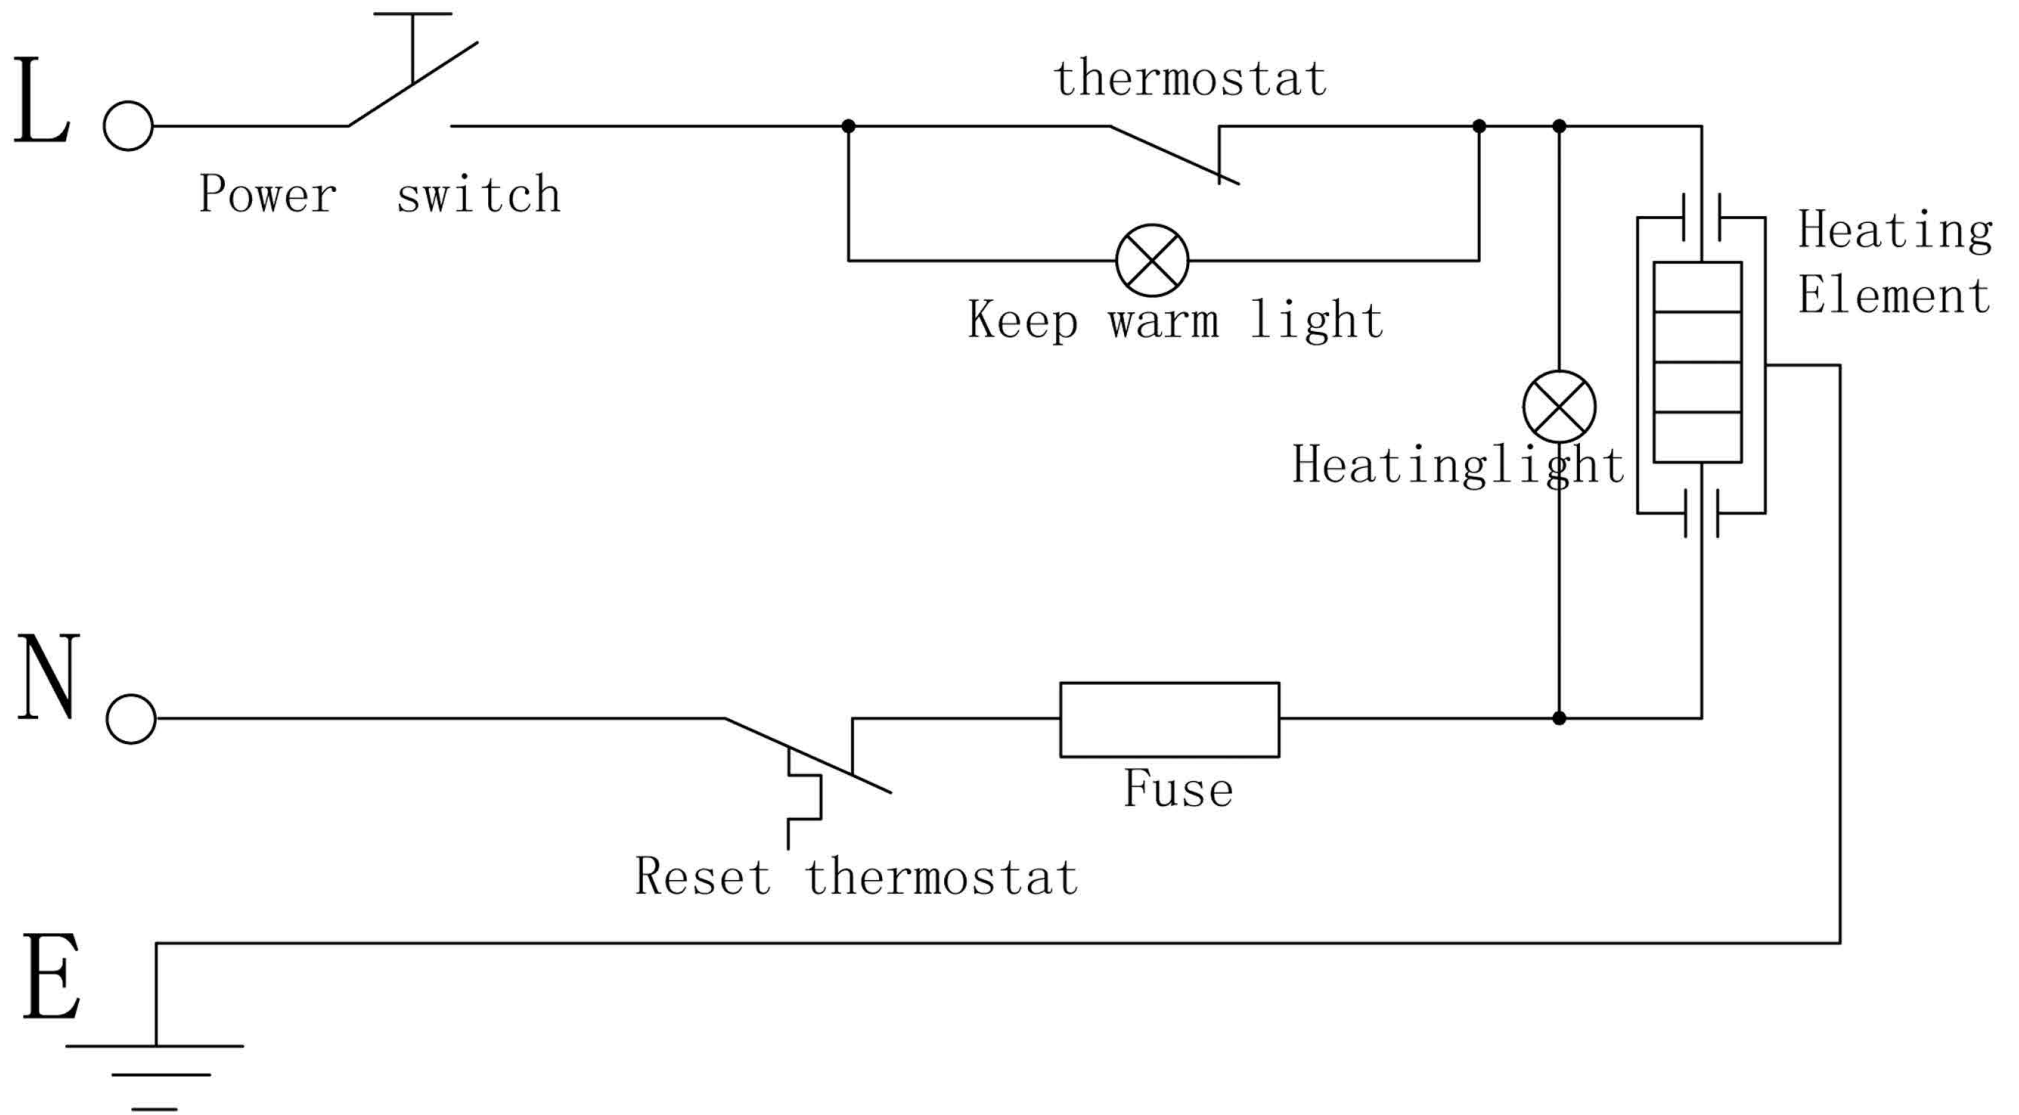 L
thermostat
Power switch
Heating
Element
Keep warm light
Heatinglight
N
Fuse
Reset thermostat
E